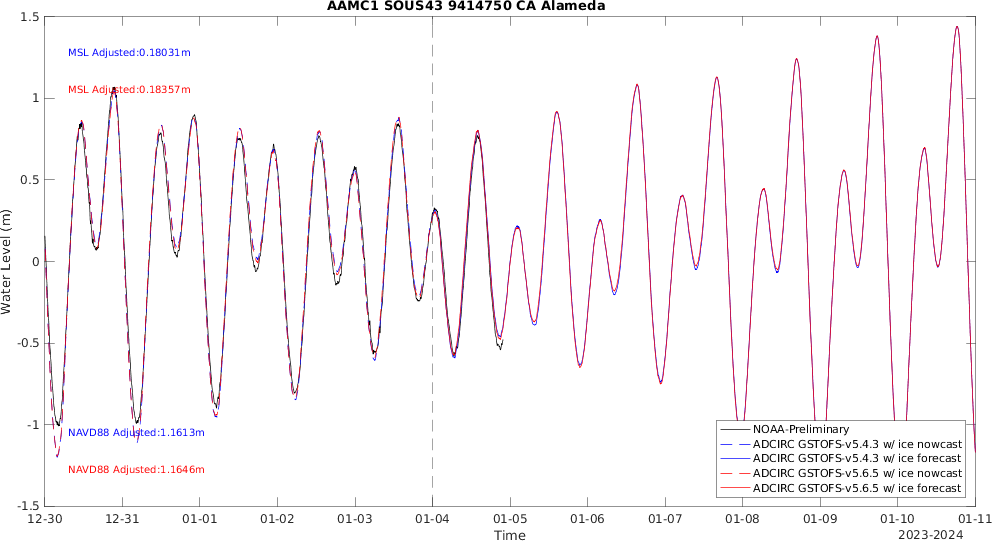 AAMC1 SOUS43 9414750 CA Alameda
1.5
MSL Adjusted:0.18031m
MSL Adjusted:0.18357m
1
0.5
Water Level (m)
0
-0.5
-1
NAVD88 Adjusted:1.1613m
NAVD88 Adjusted:1.1646m
-1.5
NOAA-Preliminary
ADCIRC GSTOFS-v5.4.3 w/ ice nowcast
ADCIRC GSTOFS-v5.4.3 w/ ice forecast
ADCIRC GSTOFS-v5.6.5 w/ ice nowcast
ADCIRC GSTOFS-v5.6.5 w/ ice forecast
12-30 12-31 01-01 01-02 01-03 01-04 01-05 01-06 01-07 01-08 01-09 01-10 01-11
Time
2023-2024